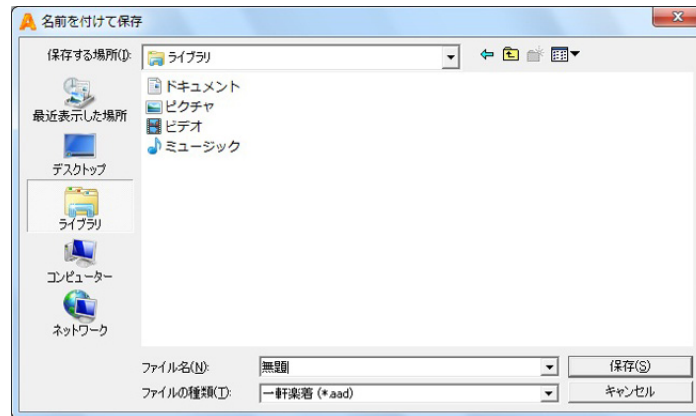 名前を付けて保存
保存する場所(I):
ライブラリ
最近表示した場所
デスクトップ
ライブラリ
コンピューター
ネットワーク
ドキュメント
ピクチャ
ビデオ
ミュージック
ファイル名(N):
無題
保存(S)
ファイルの種類(T):
一軒楽着 (*.aad)
キャンセル